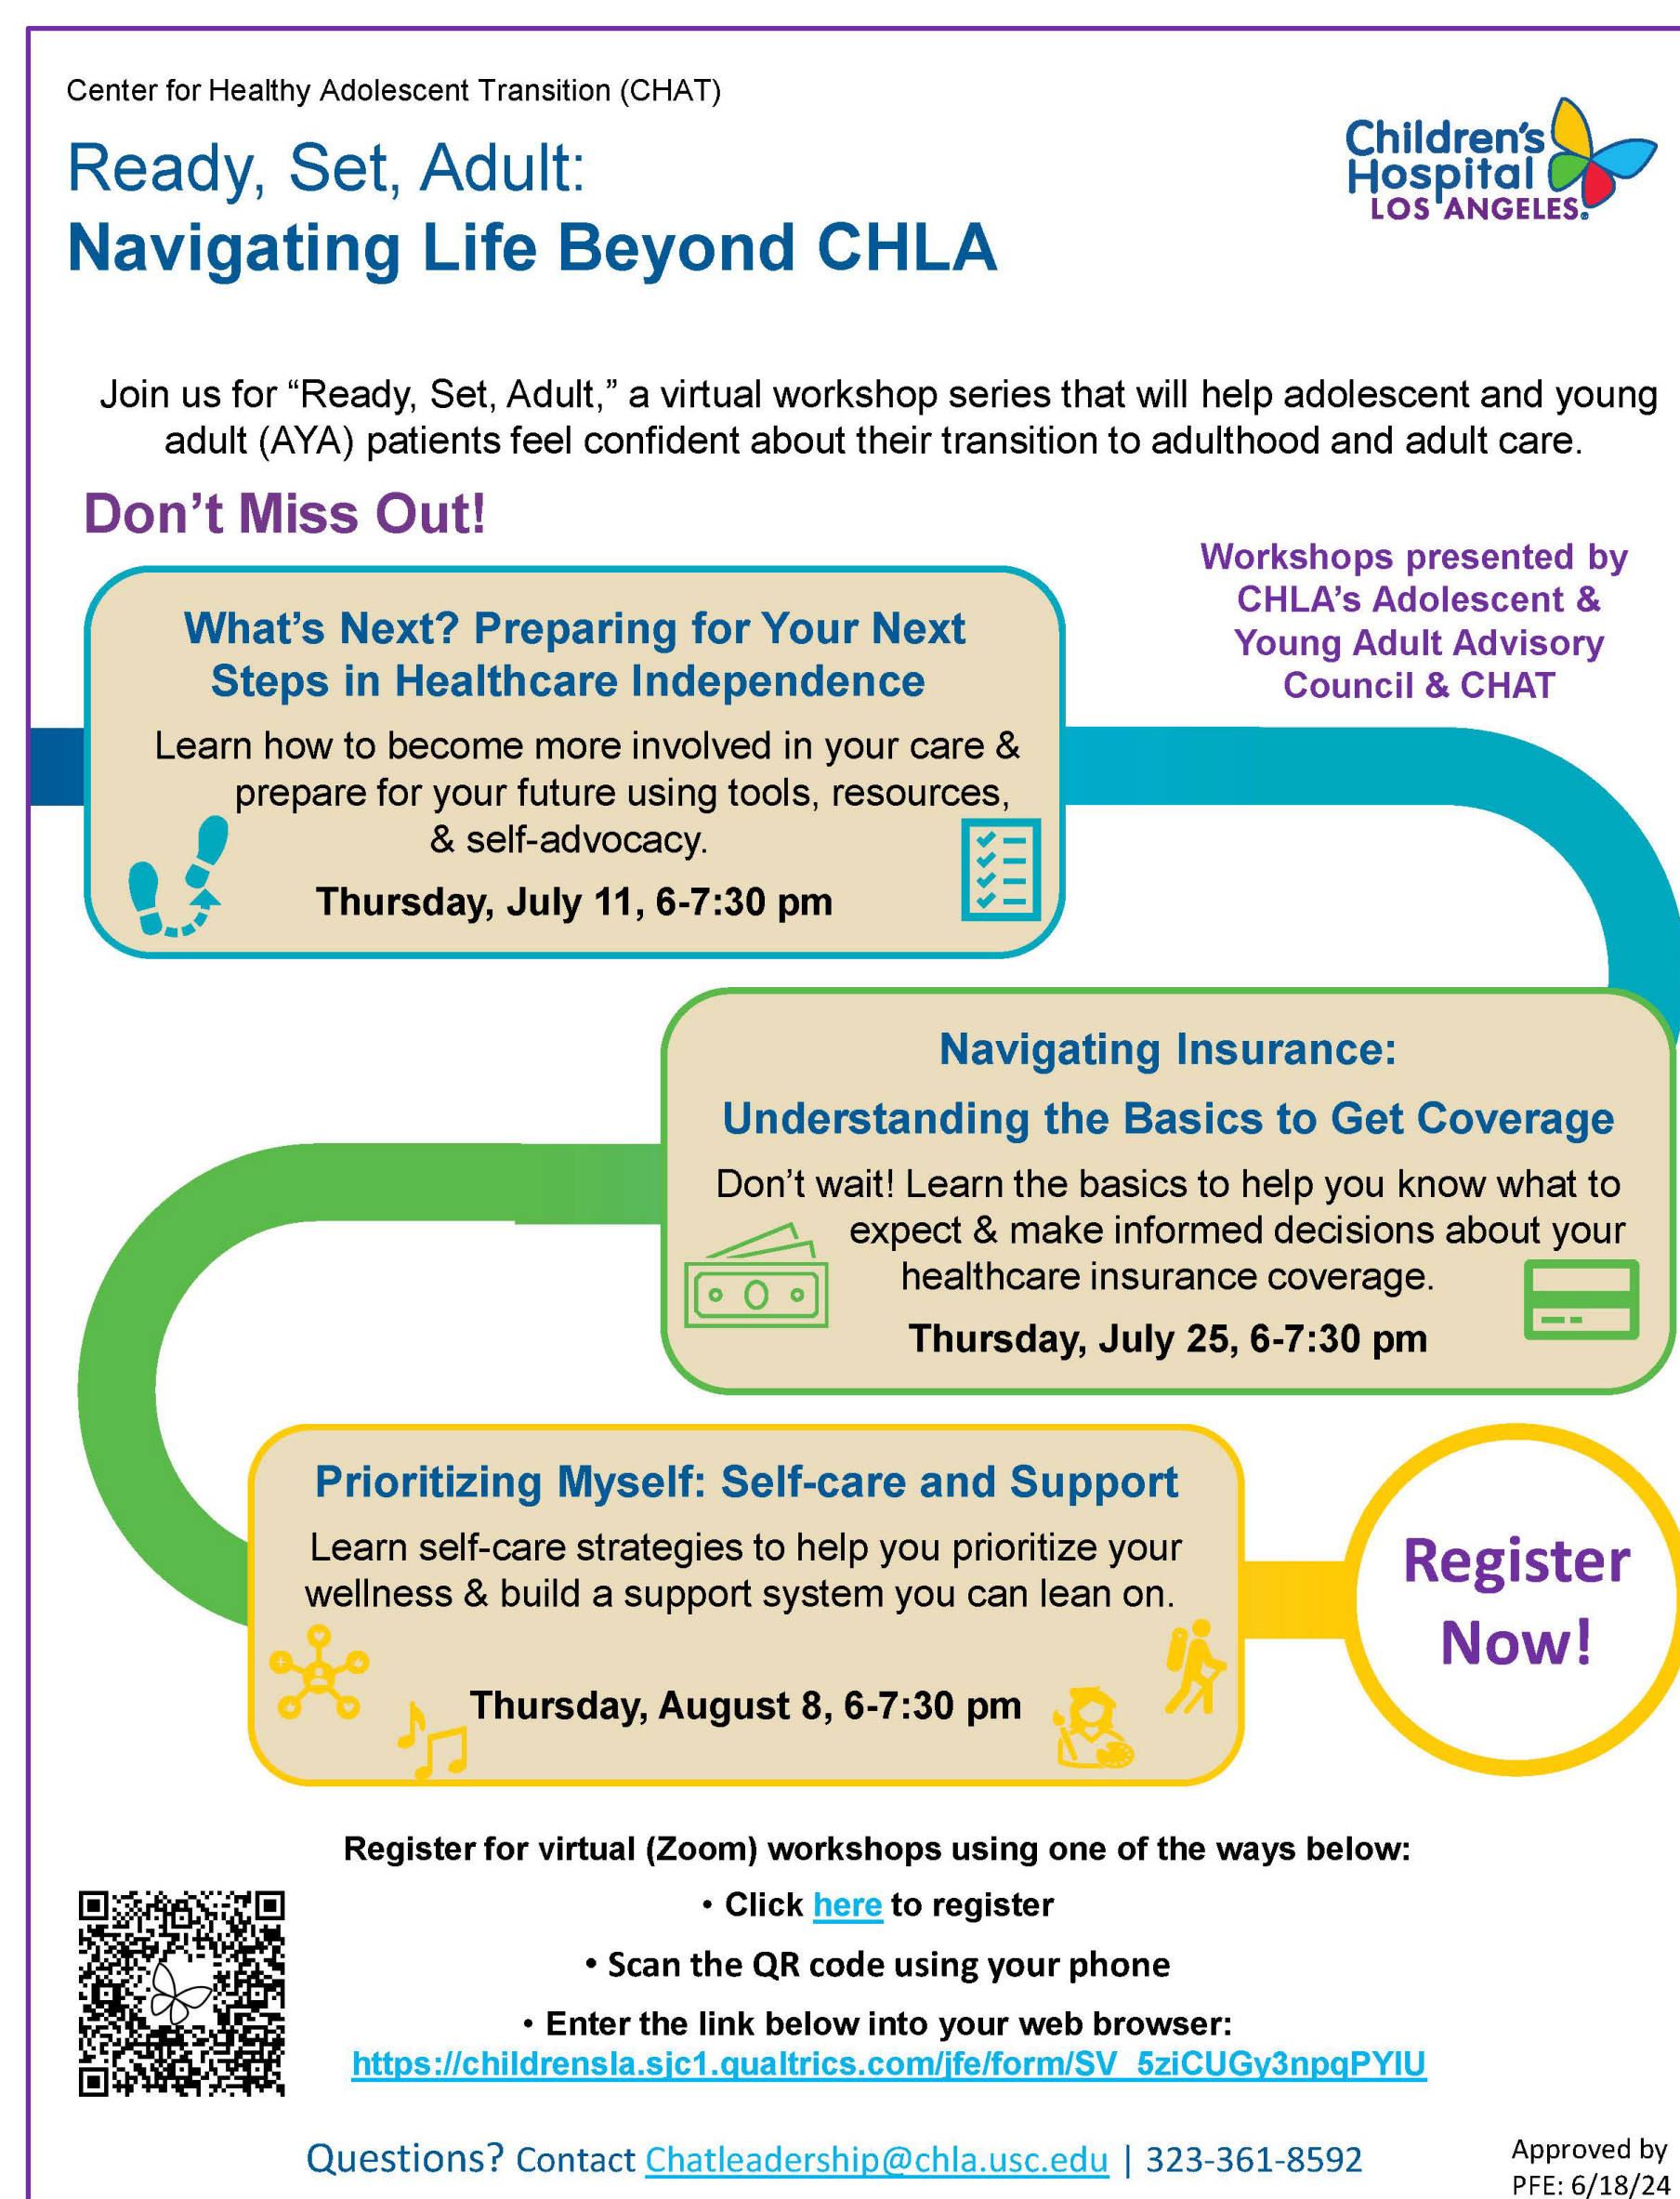 Center for Healthy Adolescent Transition (CHAT)
Ready, Set, Adult:
Navigating Life Beyond CHLA
Children's
Hospital
LOS ANGELES®
Join us for “Ready, Set, Adult,” a virtual workshop series that will help adolescent and young
adult (AYA) patients feel confident about their transition to adulthood and adult care.
Don’t Miss Out!
Workshops presented by
CHLA’s Adolescent &
Young Adult Advisory
Council & CHAT
What’s Next? Preparing for Your Next
Steps in Healthcare Independence
Learn how to become more involved in your care &
prepare for your future using tools, resources,
& self-advocacy.
Thursday, July 11, 6-7:30 pm
Navigating Insurance:
Understanding the Basics to Get Coverage
Don’t wait! Learn the basics to help you know what to
expect & make informed decisions about your
healthcare insurance coverage.
Thursday, July 25, 6-7:30 pm
Prioritizing Myself: Self-care and Support
Learn self-care strategies to help you prioritize your
wellness & build a support system you can lean on.
Thursday, August 8, 6-7:30 pm
Register
Now!
Register for virtual (Zoom) workshops using one of the ways below:
• Click here to register
• Scan the QR code using your phone
• Enter the link below into your web browser:
https://childrensla.sjc1.qualtrics.com/jfe/form/SV_5ziCUGy3npqPYIU
Questions? Contact Chatleadership@chla.usc.edu | 323-361-8592
Approved by
PFE: 6/18/24